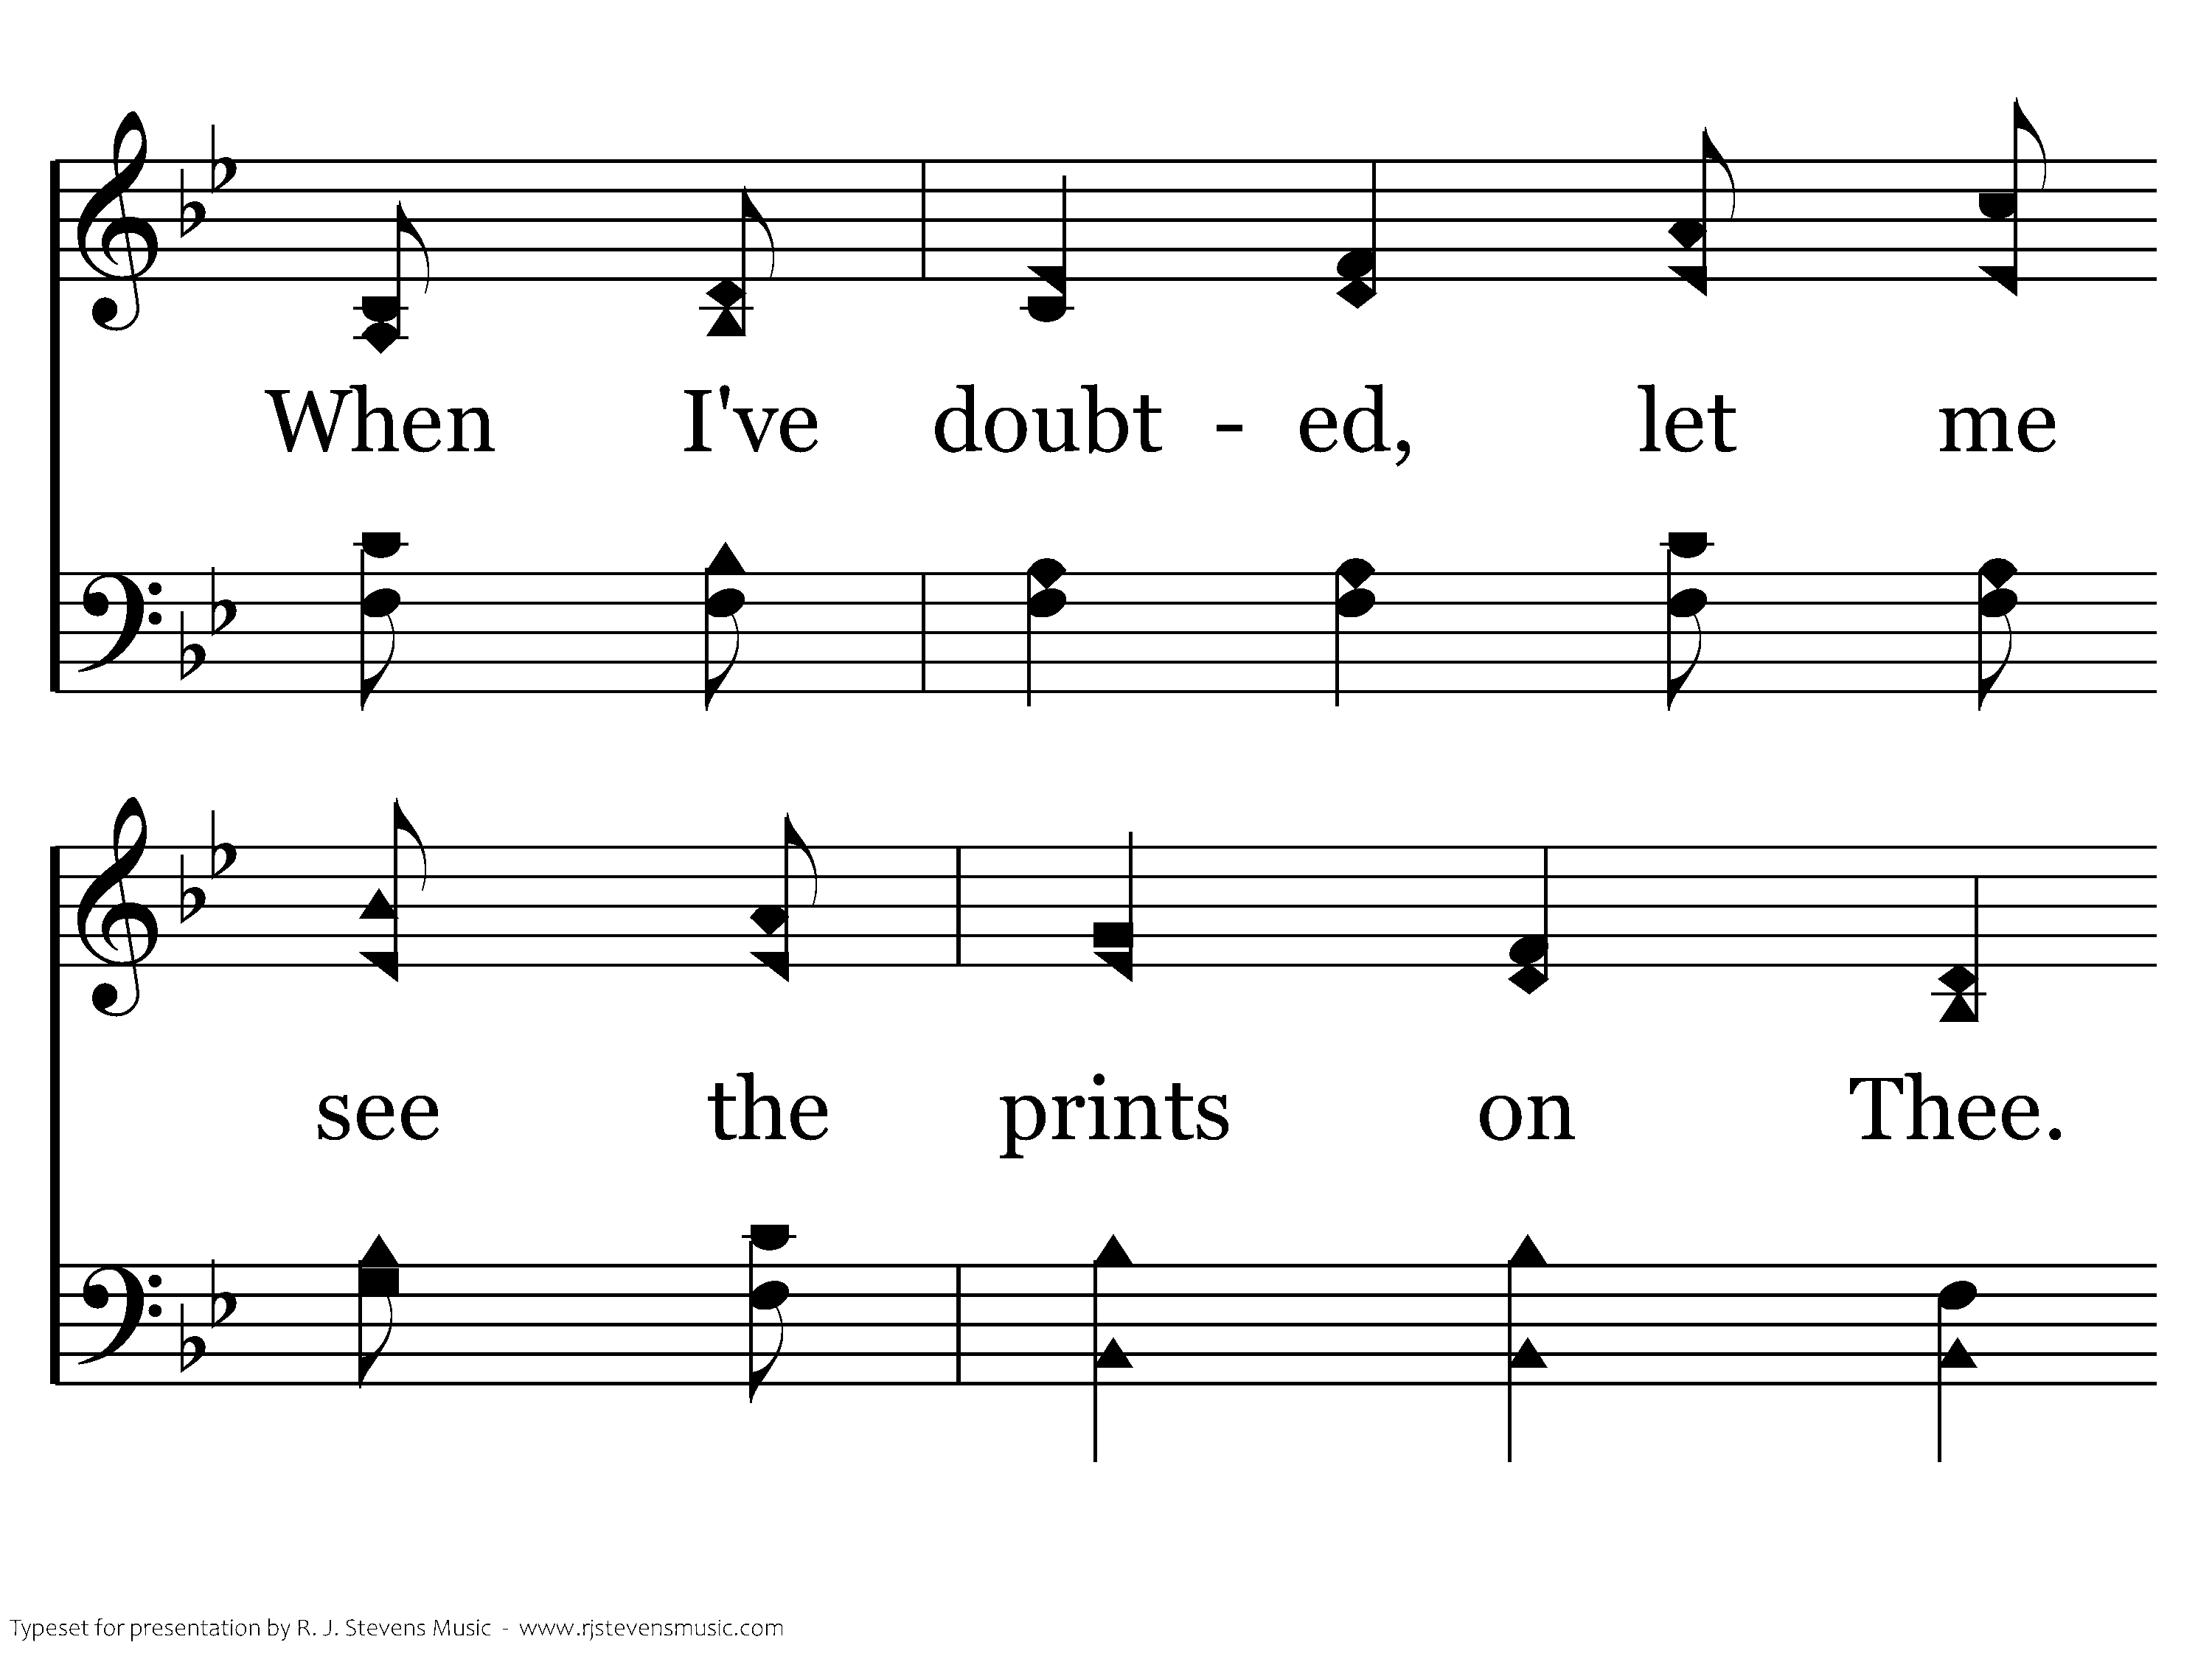 When I've doubt - ed, let me
see the prints on Thee.
Typeset for presentation by R. J. Stevens Music - www.rjstevensmusic.com